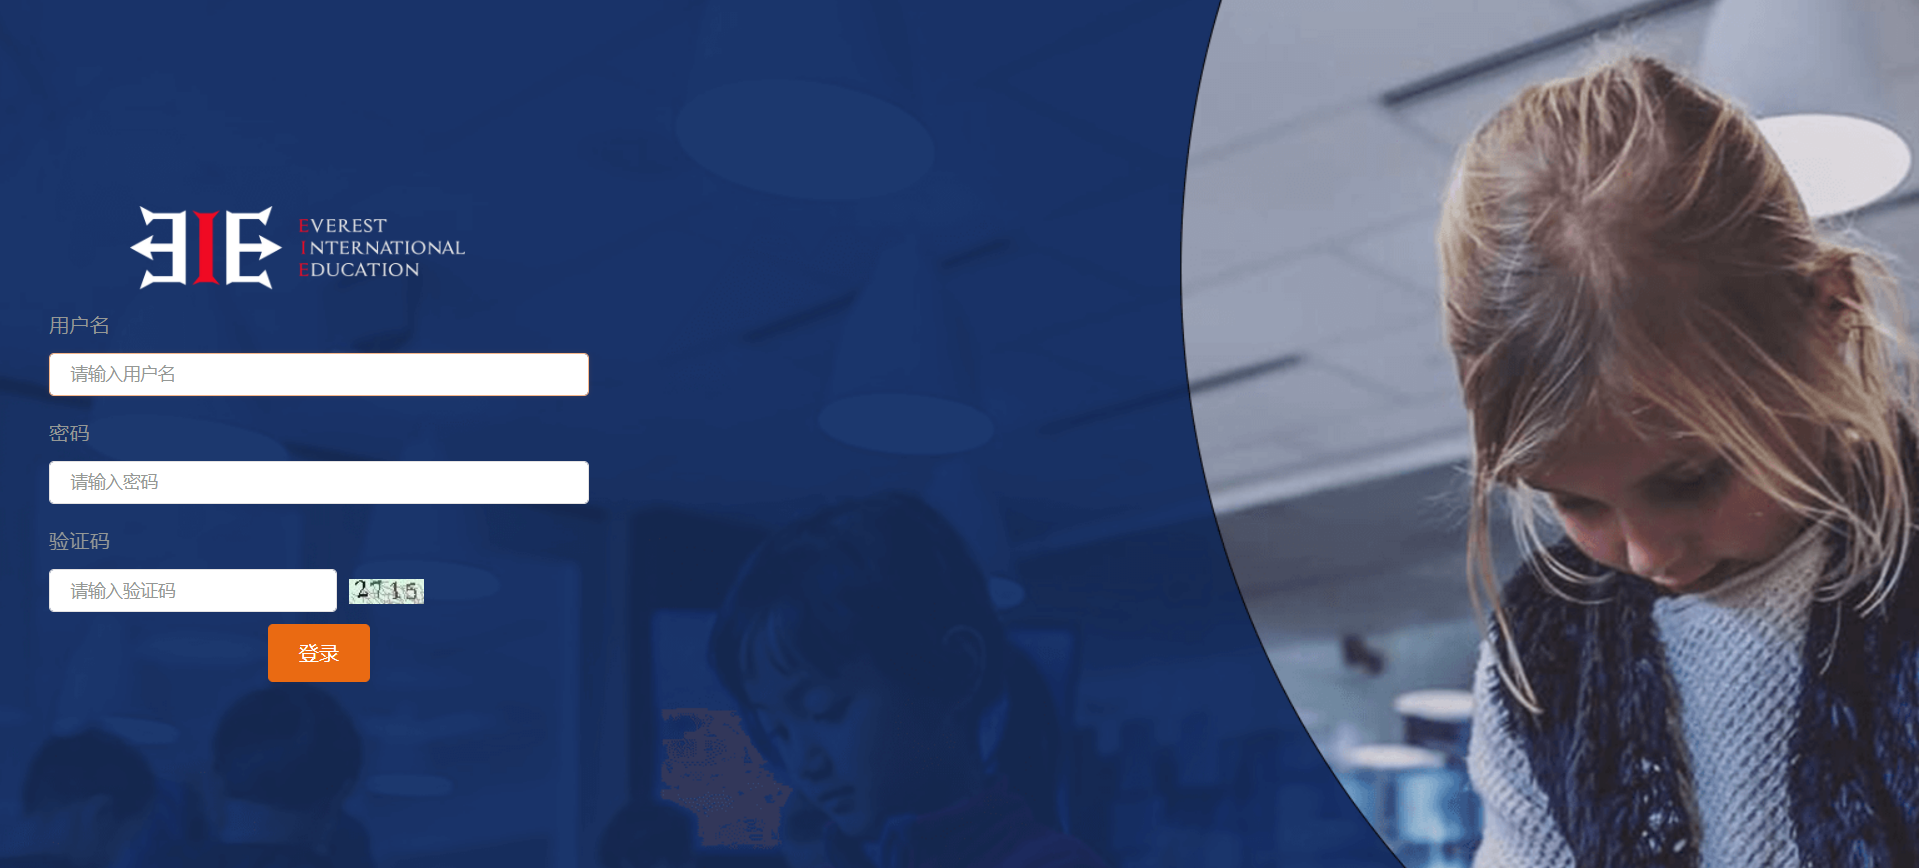 EIE
EVEREST
INTERNATIONAL
EDUCATION
用户名
请输入用户名
密码
请输入密码
验证码
请输入验证码
2715
登录